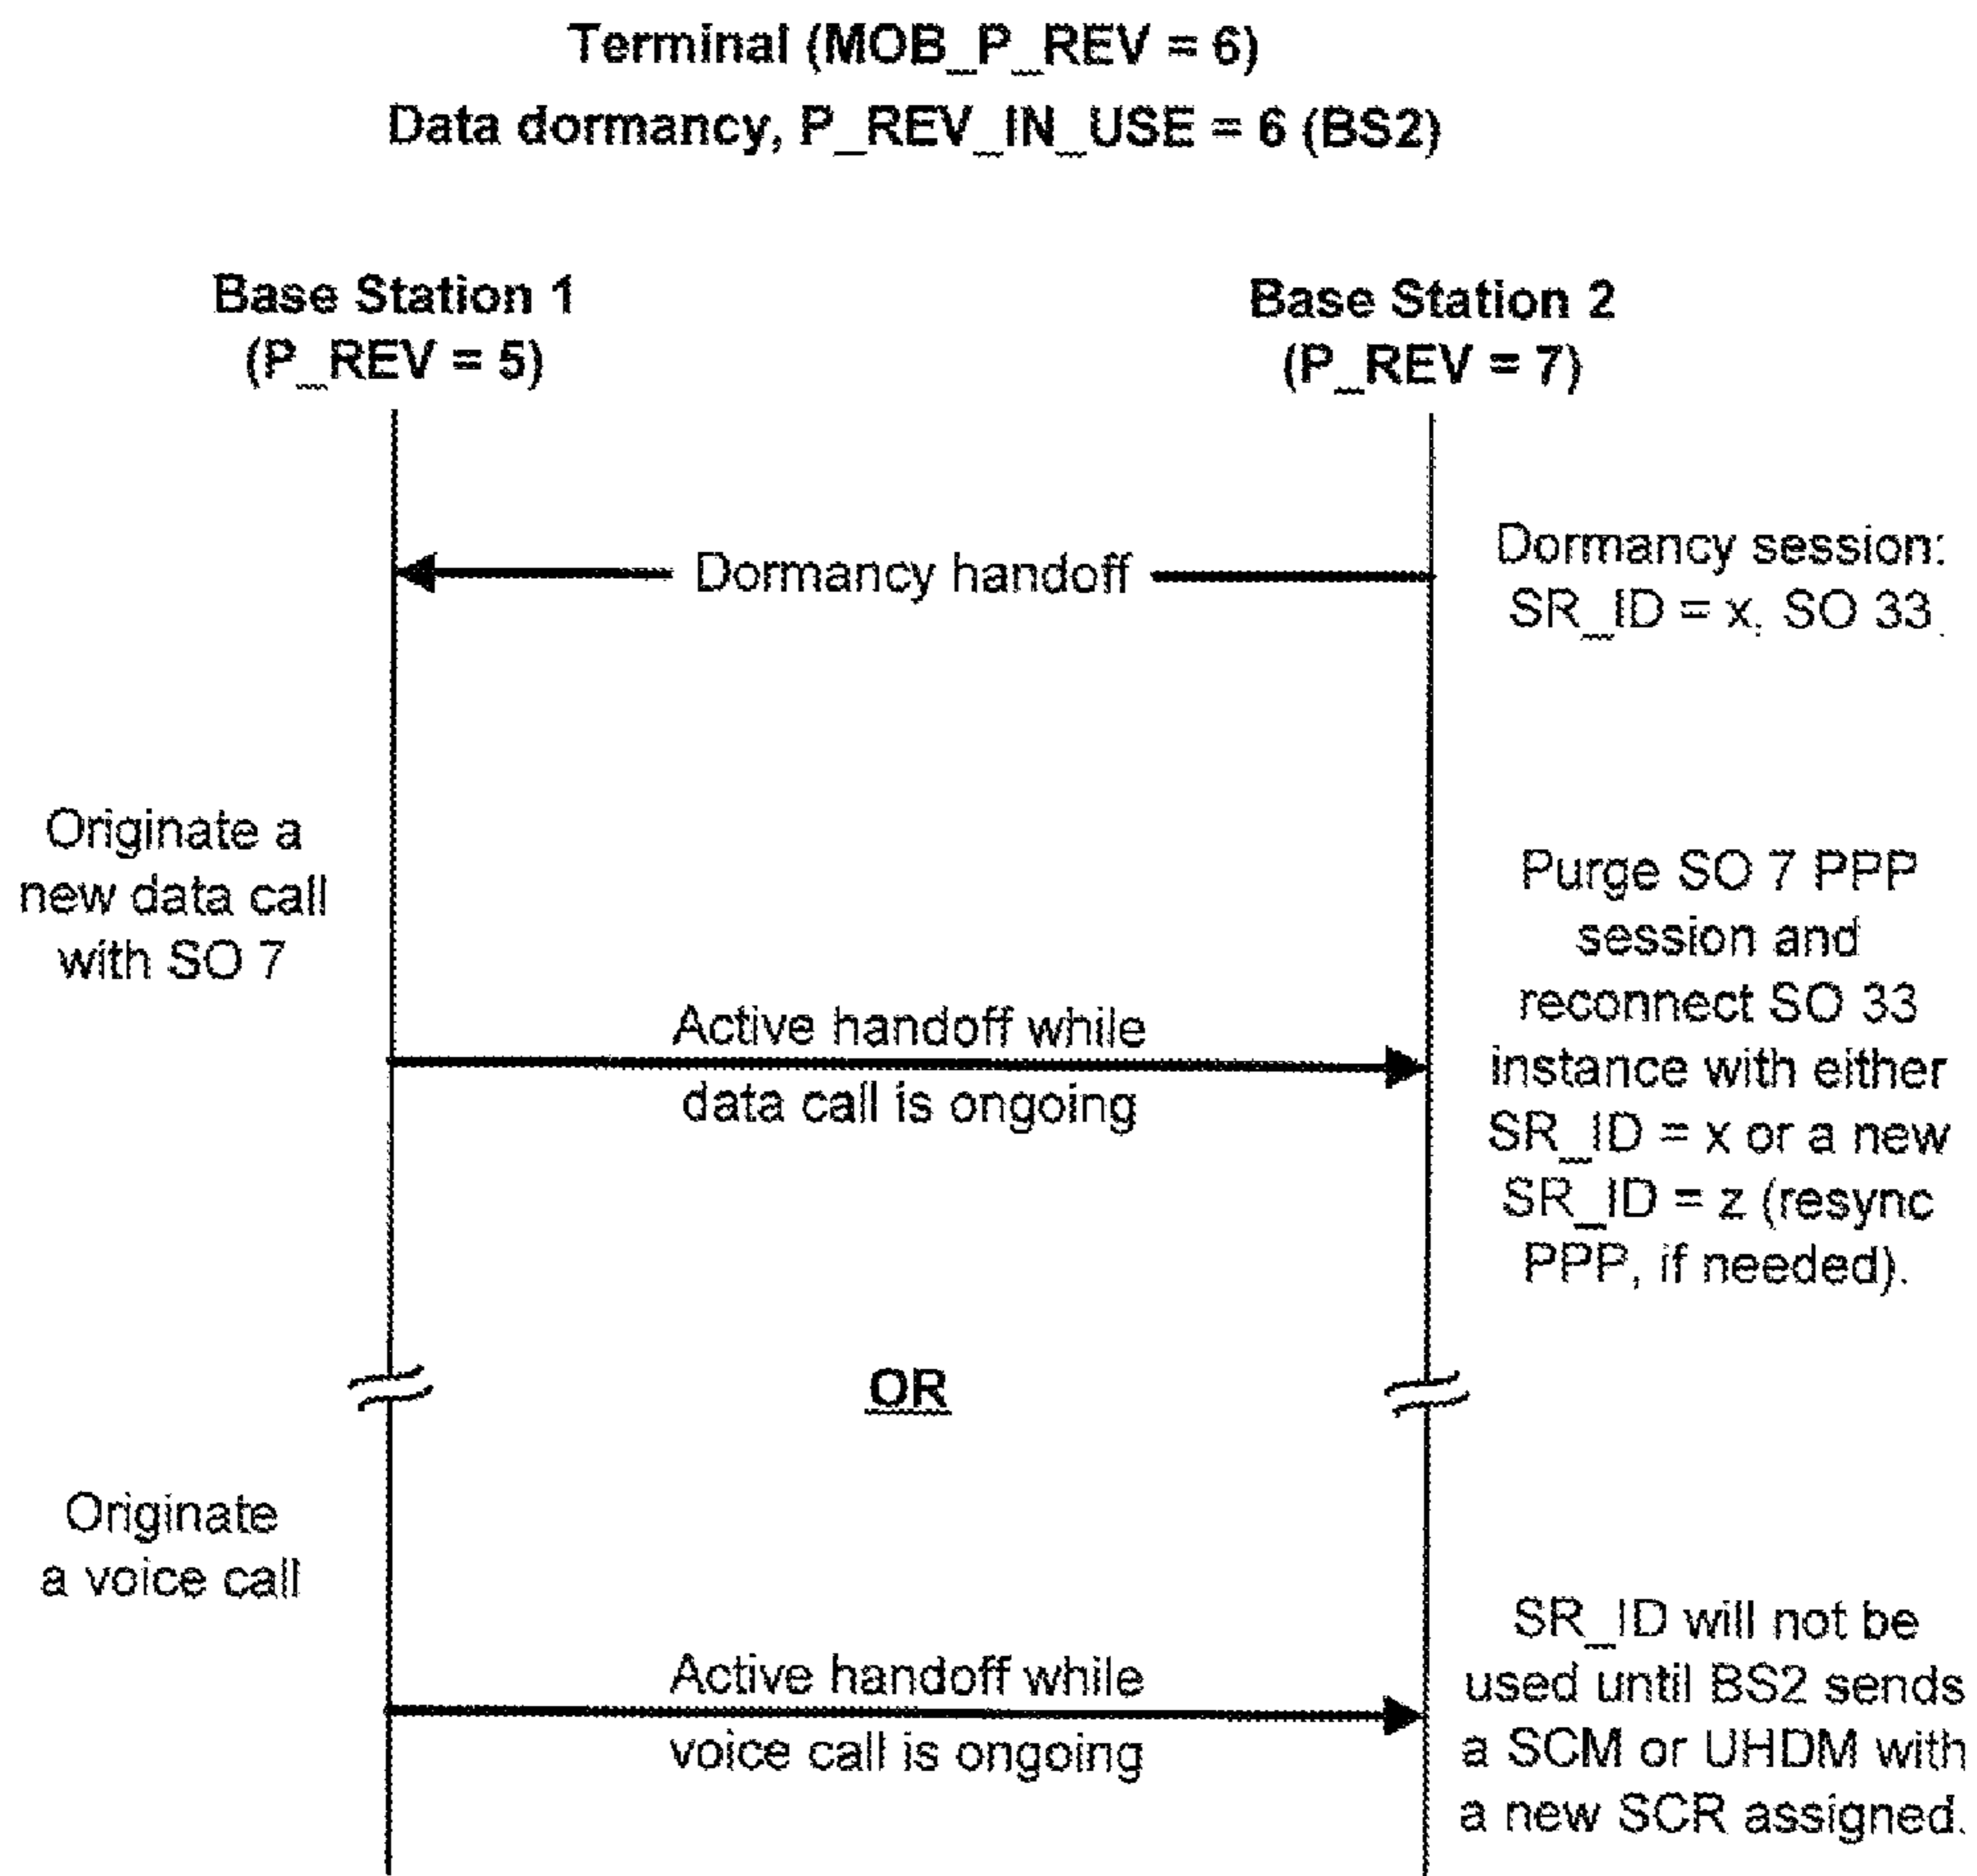 Terminal (MOB_P_REV = 6)
Data dormancy, P_REV_IN_USE = 6 (BS2)
Base Station 1
(P_REV = 5)
Base Station 2
(P_REV = 7)
Dormancy handoff
Dormancy session:
SR_ID = x, SO 33.
Originate a
new data call
with SO 7
Active handoff while
data call is ongoing
Purge SO 7 PPP
session and
reconnect SO 33
instance with either
SR_ID = x or a new
SR_ID = z (resync
PPP, if needed).
OR
Originate
a voice call
Active handoff while
voice call is ongoing
SR_ID will not be
used until BS2 sends
a SCM or UHDM with
a new SCR assigned.